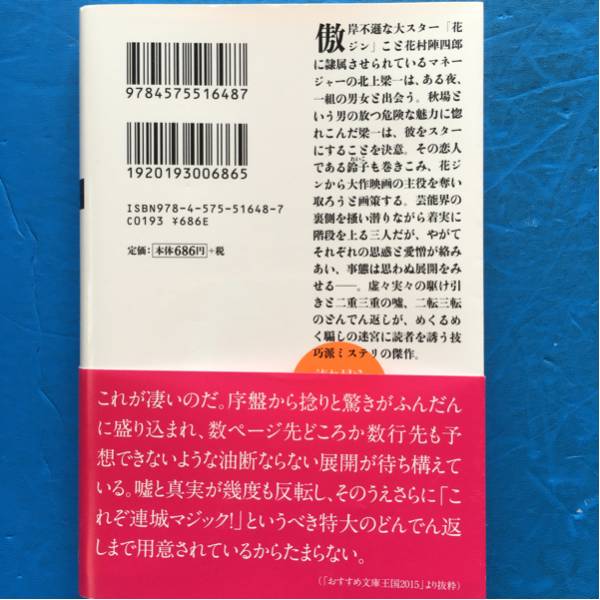 9784575516487
1920193006865
ISBN978-4-575-51648-7
C0193 ¥686E
定価：本体686円+税
傲岸不遜な大スター「花
ジン」こと花村陣四郎
に隷属させられているマネー
ジャーの北上梁一は、ある夜、
一組の男女と出会う。秋場と
いう男の放つ危険な魅力に惚
れこんだ梁一は、彼をスター
にすることを決意。その恋人
である鈴子も巻きこみ、花ジ
ンから大作映画の主役を奪い
取ろうと画策する。芸能界の
裏側を掻い潜りながら着実に
階段を上る三人だが、やがて
それぞれの思惑と愛憎が絡み
あい、事態は思わぬ展開をみ
せる――。虚々実々の駆け引
きと二重三重の嘘、二転三転
のどんでん返しが、めくるめ
く騙しの迷宮に読者を誘う技
巧派ミステリの傑作。
これが凄いのだ。序盤から捻りと驚きがふんだん
に盛り込まれ、数ページ先どころか数行先も予
想できないような油断ならない展開が待ち構えて
いる。嘘と真実が幾度も反転し、そのうえさらに「こ
れぞ連城マジック！」というべき特大のどんでん返
しまで用意されているからたまらない。
（「おすすめ文庫王国2015」より抜粋）